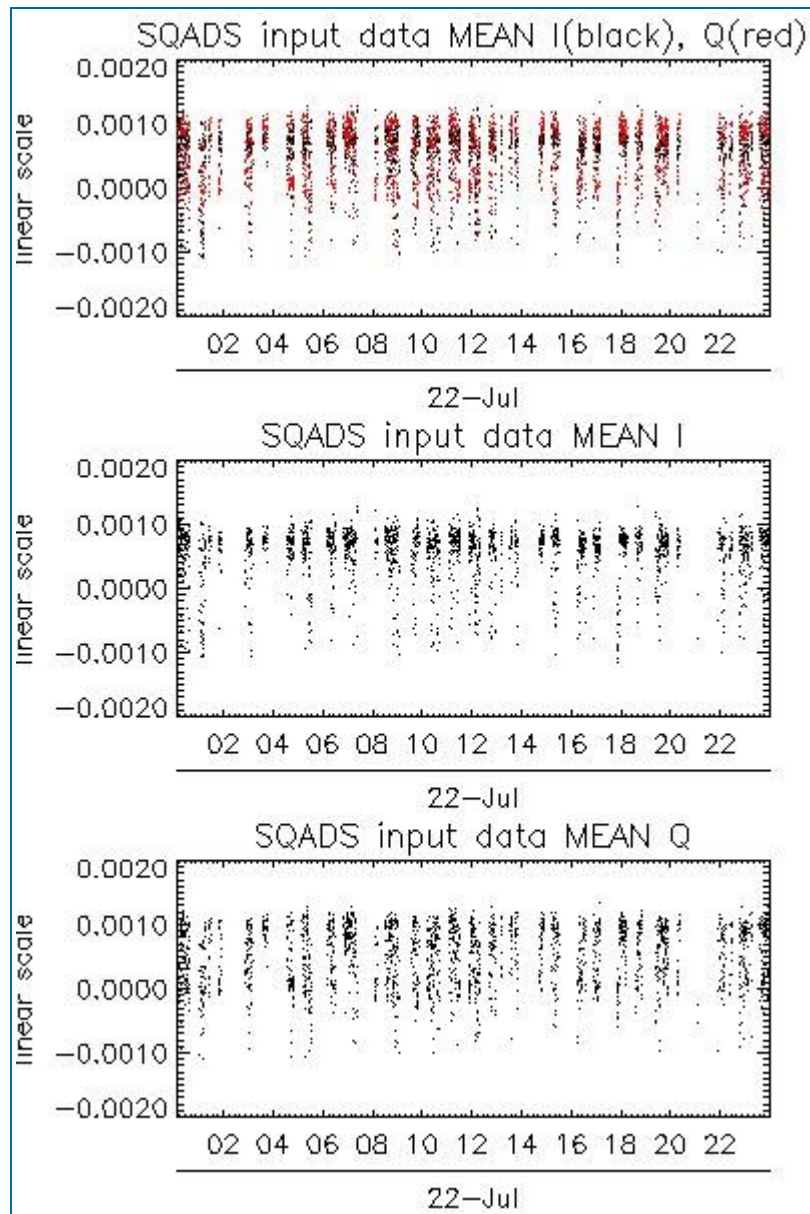 SQADS input data MEAN I(black), Q(red)
0.0020
0.0010
0.0000
-0.0010
-0.0020
linear scale
02 04 06 08 10 12 14 16 18 20 22
22-Jul
SQADS input data MEAN I
0.0020
0.0010
0.0000
-0.0010
-0.0020
linear scale
02 04 06 08 10 12 14 16 18 20 22
22-Jul
SQADS input data MEAN Q
0.0020
0.0010
0.0000
-0.0010
-0.0020
linear scale
02 04 06 08 10 12 14 16 18 20 22
22-Jul